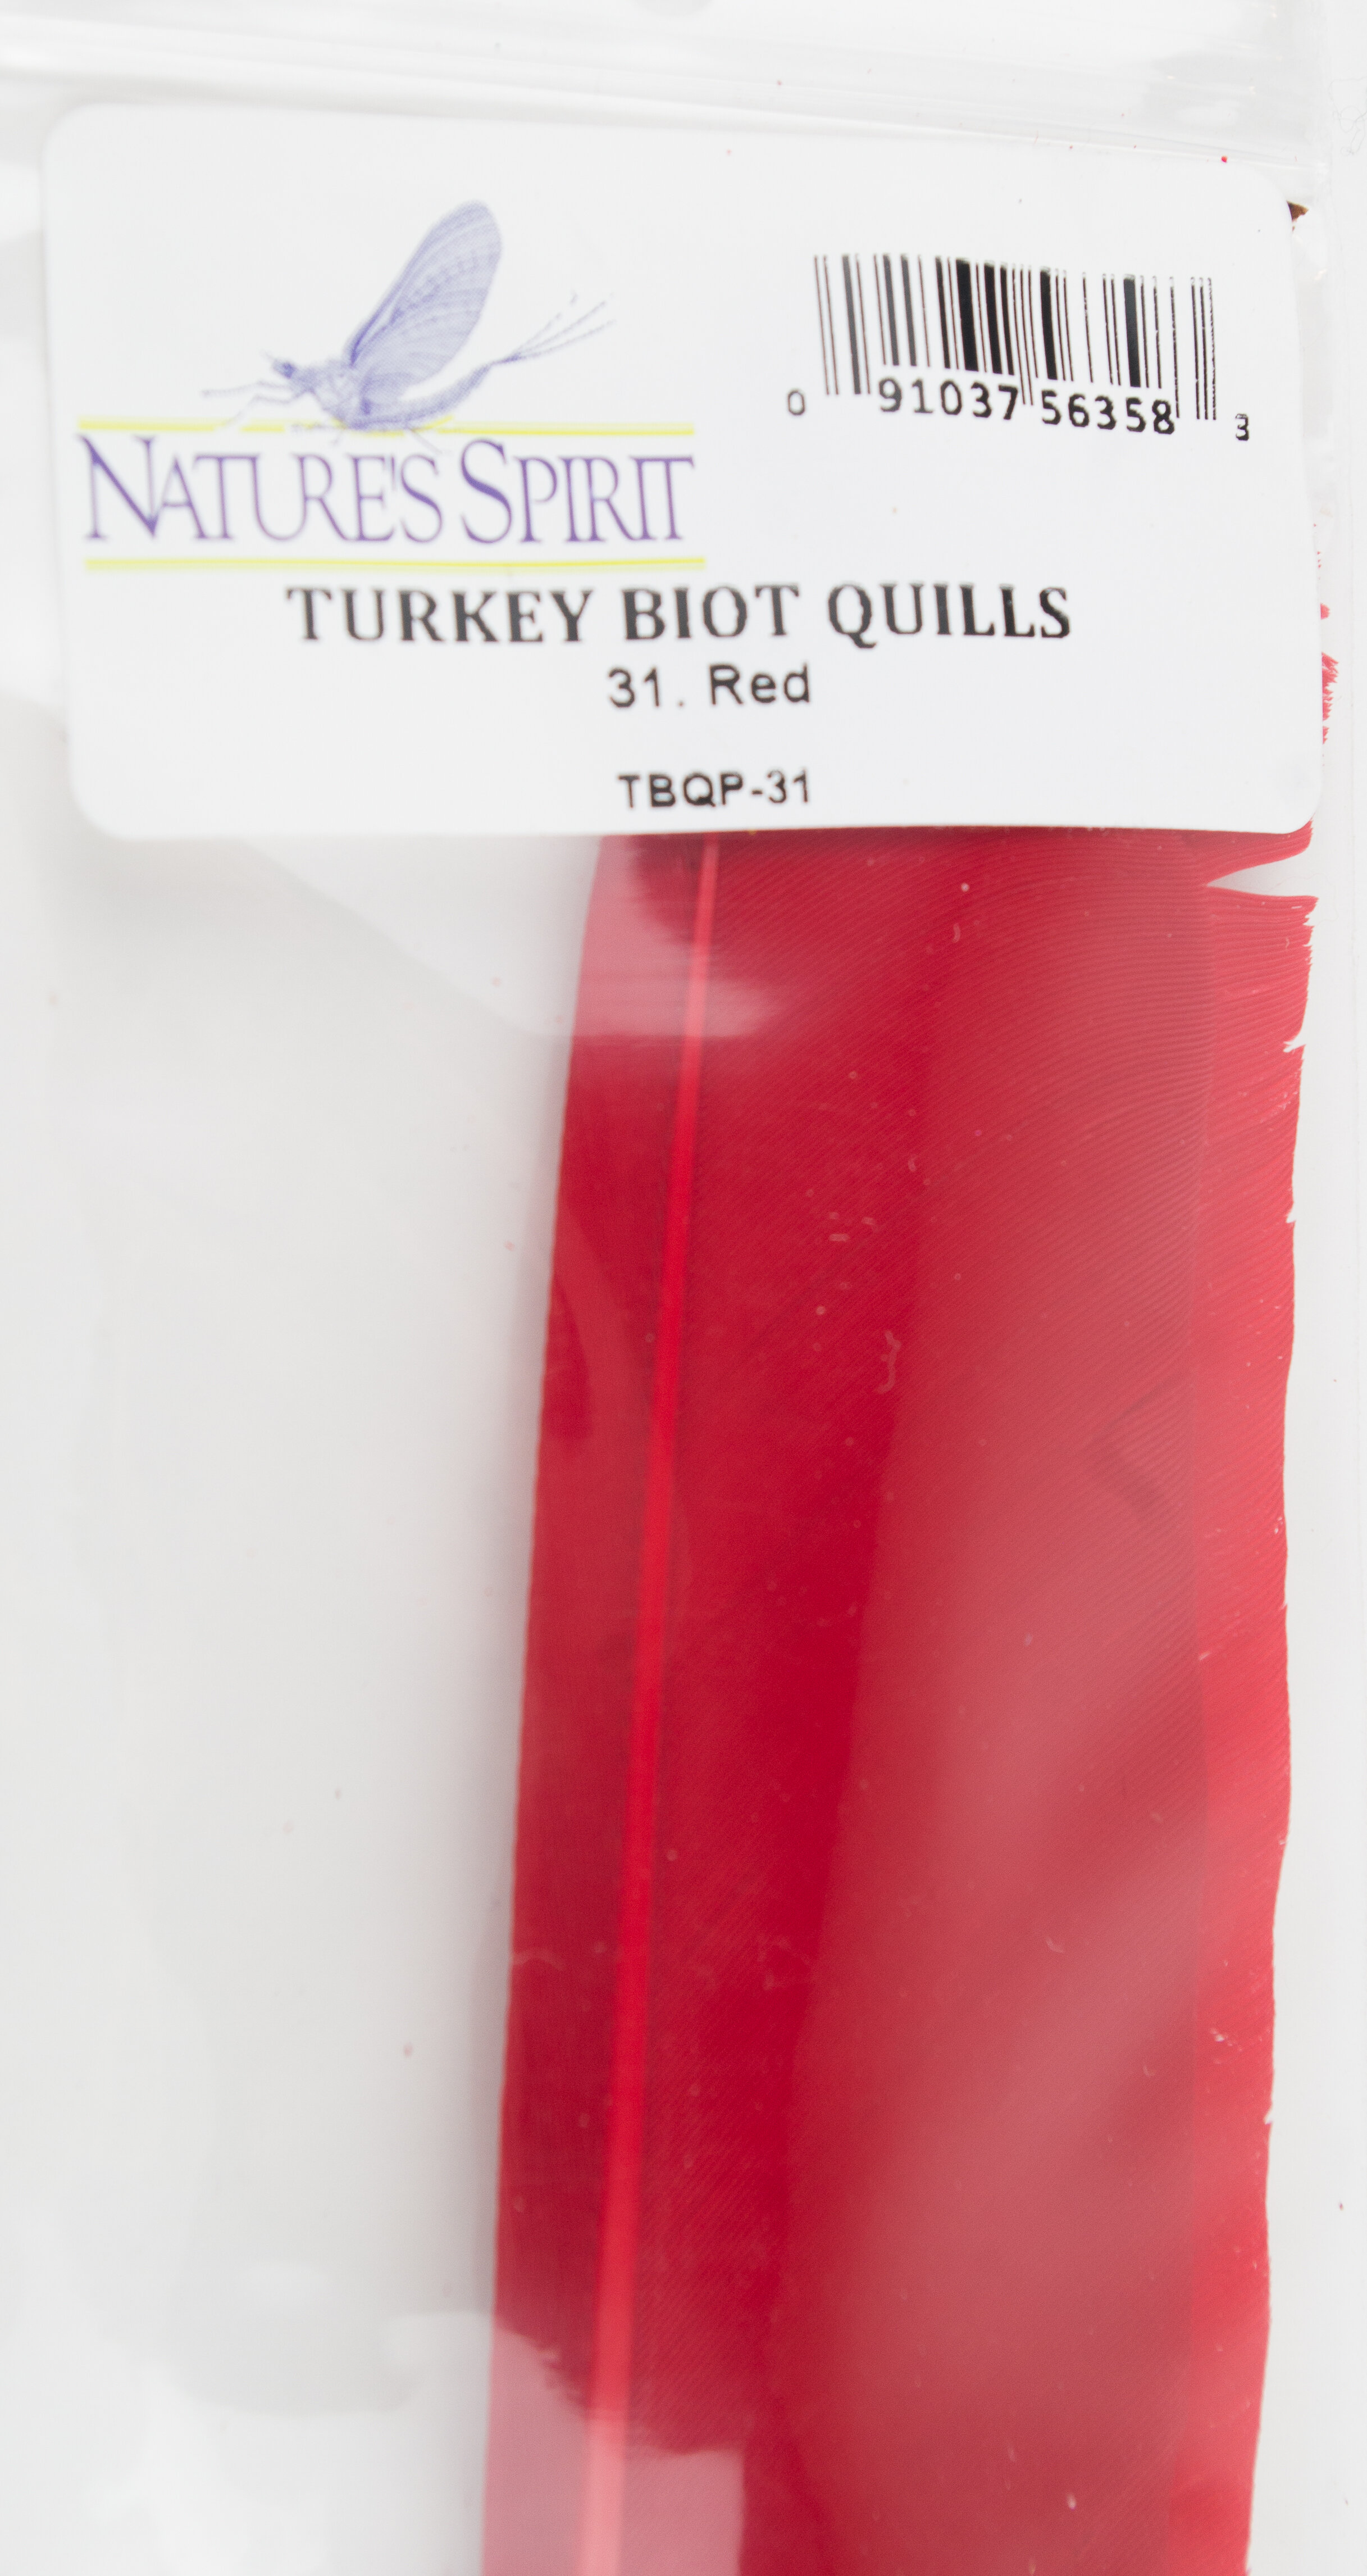 0 91037 56358 3
NATURE'S SPIRIT
TURKEY BIOT QUILLS
31. Red
TBQP-31